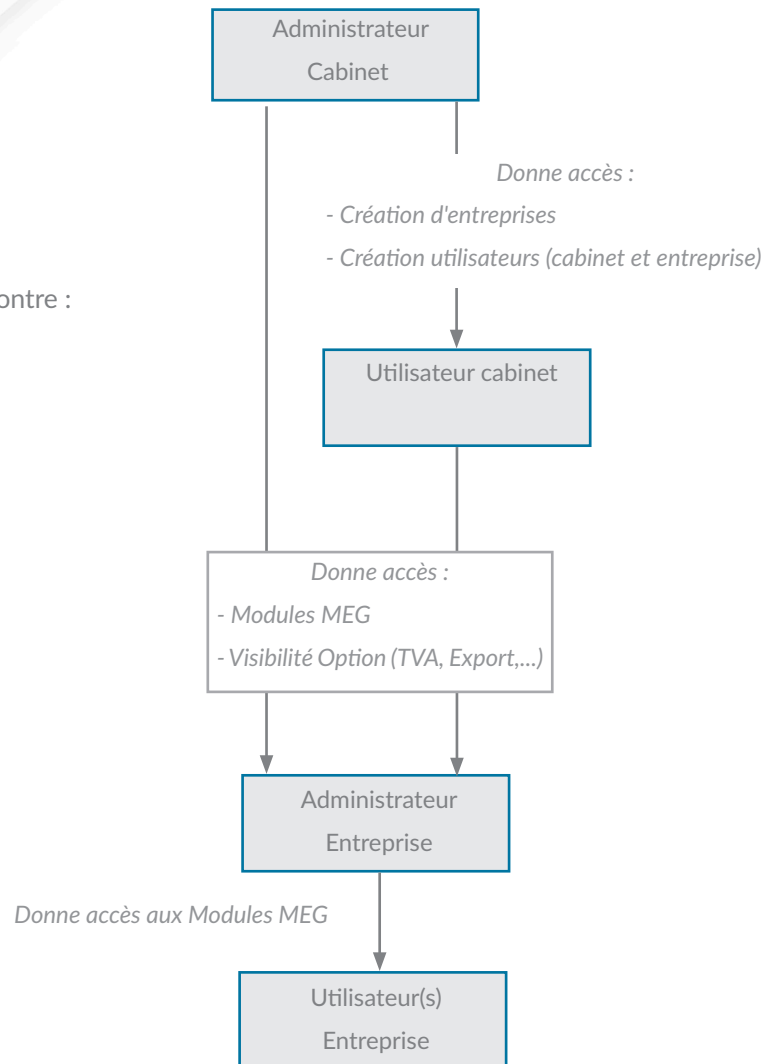 Administrateur
Cabinet
Donne accès :
- Création d'entreprises
- Création utilisateurs (cabinet et entreprise)
ontre :
Utilisateur cabinet
Donne accès :
- Modules MEG
- Visibilité Option (TVA, Export,...)
Administrateur
Entreprise
Donne accès aux Modules MEG
Utilisateur(s)
Entreprise